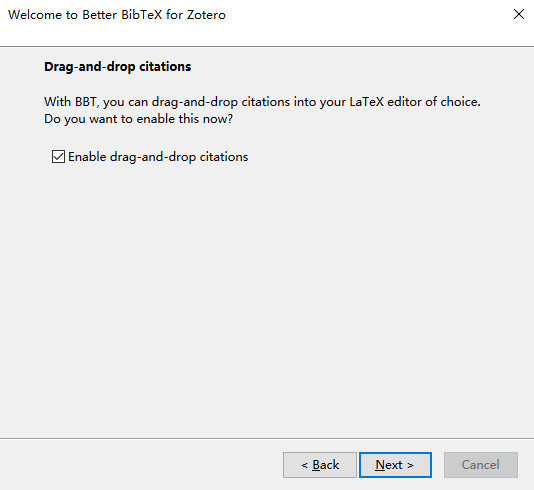 Welcome to Better BibTeX for Zotero
Drag-and-drop citations
With BBT, you can drag-and-drop citations into your LaTeX editor of choice.
Do you want to enable this now?
Enable drag-and-drop citations
< Back
Next >
Cancel